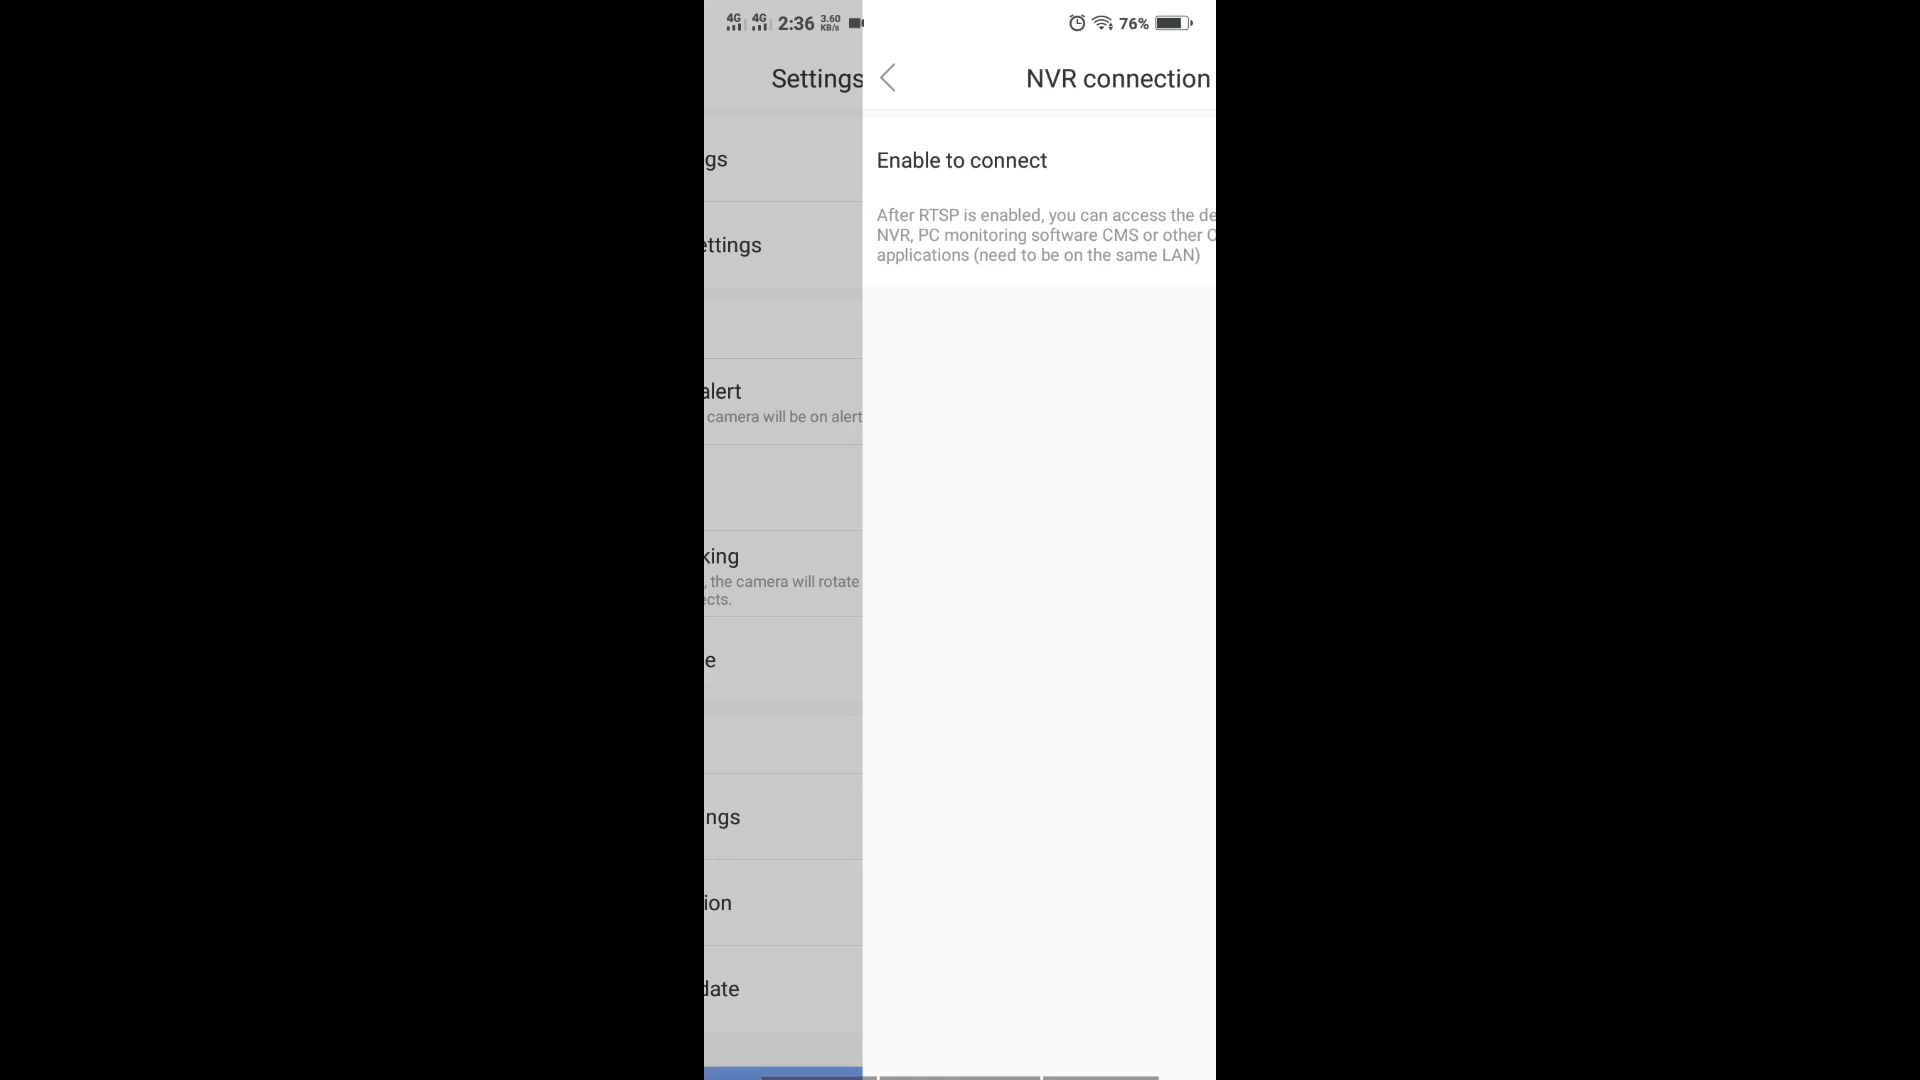 4G 4G 2:36 3.60 KB/s 76%
Settings
NVR connection
gs
Enable to connect
After RTSP is enabled, you can access the de
NVR, PC monitoring software CMS or other
applications (need to be on the same LAN)
ettings
alert
camera will be on alert
king
, the camera will rotate
ects.
e
ngs
ion
date